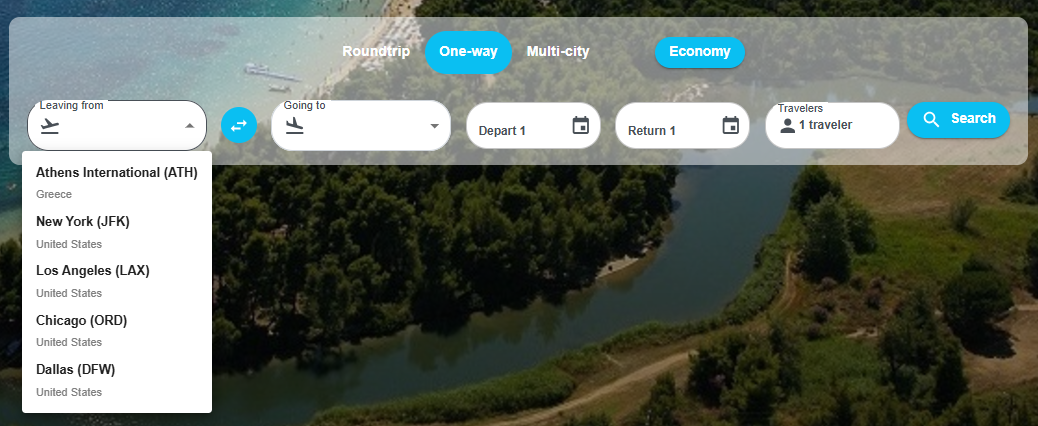 Roundtrip One-way Multi-city Economy
Leaving from
Going to
Depart 1
Return 1
Travelers
1 traveler
Search
Athens International (ATH)
Greece
New York (JFK)
United States
Los Angeles (LAX)
United States
Chicago (ORD)
United States
Dallas (DFW)
United States